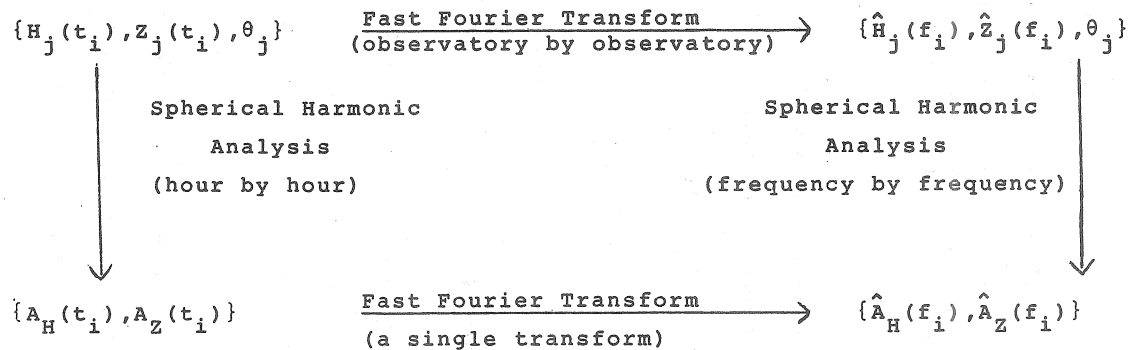 {H_j(t_i),Z_j(t_i),θ_j} Fast Fourier Transform {Ĥ_j(f_i),Ẑ_j(f_i),θ_j}
(observatory by observatory)
Spherical Harmonic Spherical Harmonic
Analysis Analysis
(hour by hour) (frequency by frequency)
{A_H(t_i),A_Z(t_i)} Fast Fourier Transform {Â_H(f_i),Â_Z(f_i)}
(a single transform)